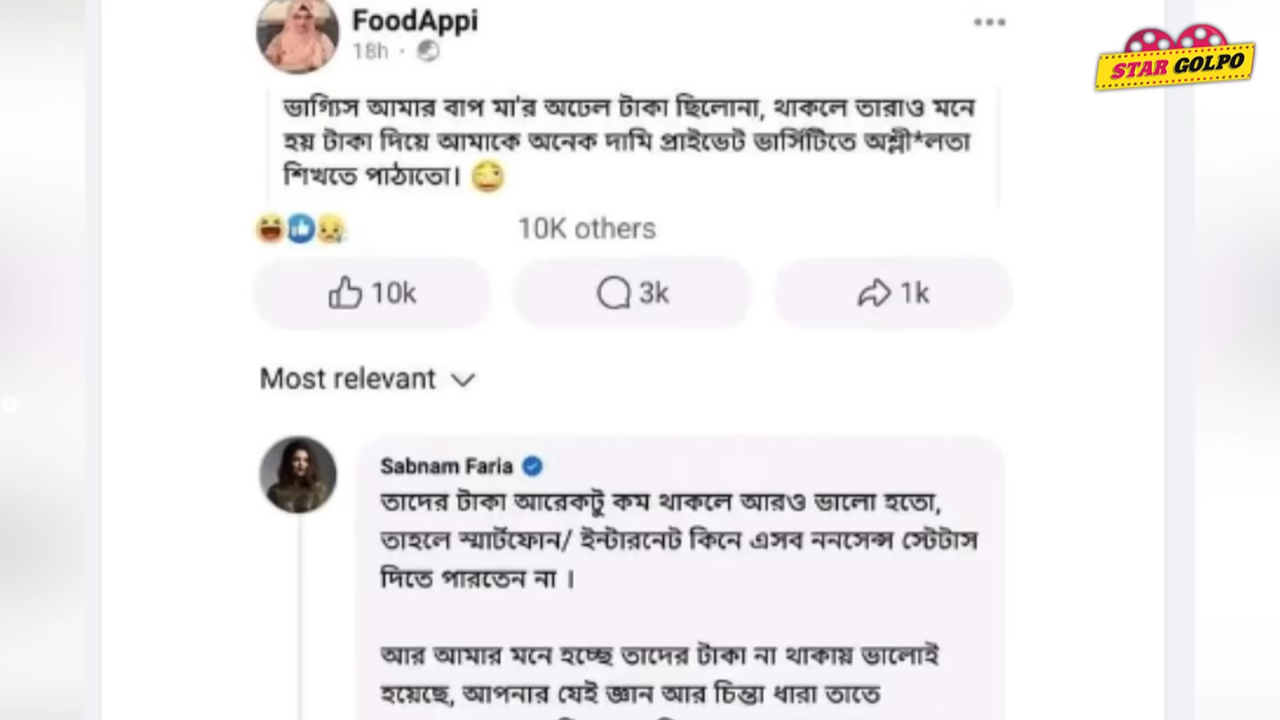 FoodAppi
18h ·
STAR GOLPO
ভাগ্যিস আমার বাপ মা'র অঢেল টাকা ছিলোনা, থাকলে তারাও মনে
হয় টাকা দিয়ে আমাকে অনেক দামি প্রাইভেট ভার্সিটিতে অশ্লী*লতা
শিখতে পাঠাতো।
10K others
10k 3k 1k
Most relevant
Sabnam Faria
তাদের টাকা আরেকটু কম থাকলে আরও ভালো হতো,
তাহলে স্মার্টফোন/ ইন্টারনেট কিনে এসব ননসেন্স স্টেটাস
দিতে পারতেন না ।
আর আমার মনে হচ্ছে তাদের টাকা না থাকায় ভালোই
হয়েছে, আপনার যেই জ্ঞান আর চিন্তা ধারা তাতে